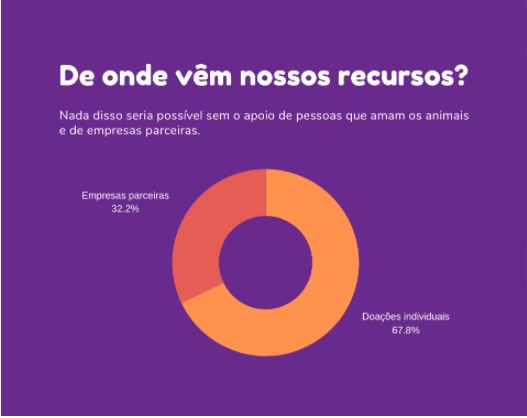 De onde vêm nossos recursos?
Nada disso seria possível sem o apoio de pessoas que amam os animais
e de empresas parceiras.
Empresas parceiras
32.2%
Doações individuais
67.8%